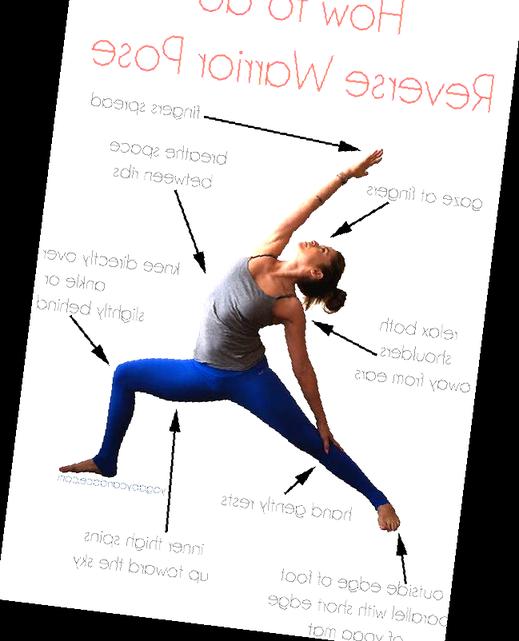 How to do
Reverse Warrior Pose
fingers spread
breathe space
between ribs
gaze at fingers
knee directly over
ankle or
slightly behind
relax both
shoulders
away from ears
yogabycandace.com
hand gently rests
inner thigh spins
up toward the sky
outside edge of foot
parallel with short edge
of yoga mat